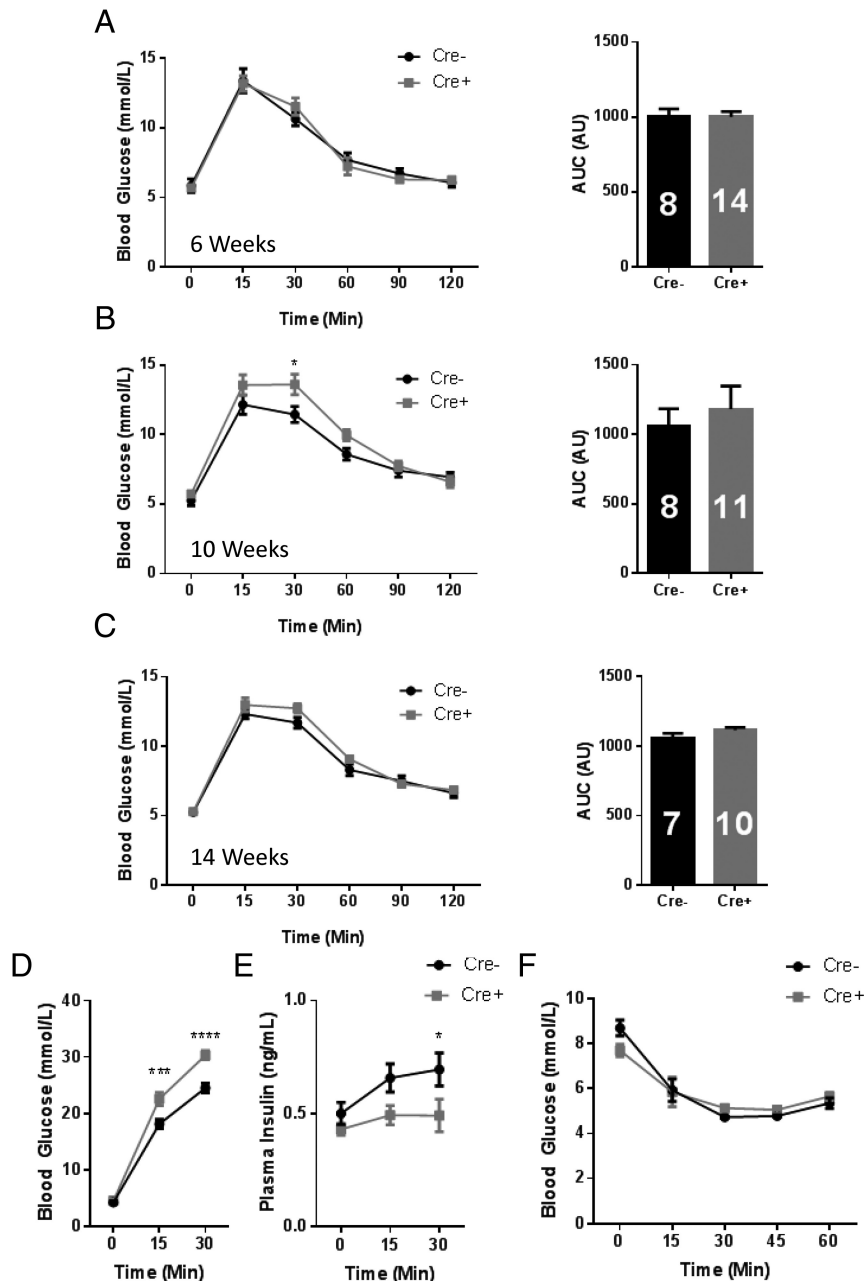 A
15
10
5
0
Blood Glucose (mmol/L)
Cre-
Cre+
6 Weeks
0 15 30 60 90 120
Time (Min)
1500
1000
500
0
AUC (AU)
8 14
Cre- Cre+
B
15
10
5
0
Blood Glucose (mmol/L)
*
Cre-
Cre+
10 Weeks
0 15 30 60 90 120
Time (Min)
1500
1000
500
0
AUC (AU)
8 11
Cre- Cre+
C
15
10
5
0
Blood Glucose (mmol/L)
Cre-
Cre+
14 Weeks
0 15 30 60 90 120
Time (Min)
1500
1000
500
0
AUC (AU)
7 10
Cre- Cre+
D
40
30
20
10
0
Blood Glucose (mmol/L)
***
****
0 15 30
Time (Min)
E
Cre-
Cre+
1.0
0.5
0.0
Plasma Insulin (ng/mL)
*
0 15 30
Time (Min)
F
Cre-
Cre+
10
8
6
4
2
0
Blood Glucose (mmol/L)
0 15 30 45 60
Time (Min)